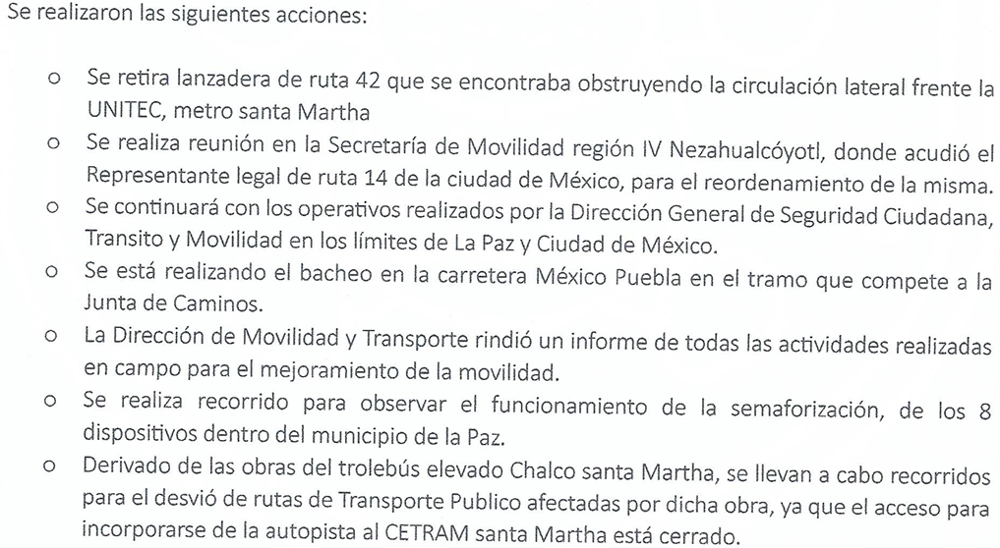 Se realizaron las siguientes acciones:
o Se retira lanzadera de ruta 42 que se encontraba obstruyendo la circulación lateral frente la
UNITEC, metro santa Martha
o Se realiza reunión en la Secretaría de Movilidad región IV Nezahualcóyotl, donde acudió el
Representante legal de ruta 14 de la ciudad de México, para el reordenamiento de la misma.
o Se continuará con los operativos realizados por la Dirección General de Seguridad Ciudadana,
Transito y Movilidad en los límites de La Paz y Ciudad de México.
o Se está realizando el bacheo en la carretera México Puebla en el tramo que compete a la
Junta de Caminos.
o La Dirección de Movilidad y Transporte rindió un informe de todas las actividades realizadas
en campo para el mejoramiento de la movilidad.
o Se realiza recorrido para observar el funcionamiento de la semaforización, de los 8
dispositivos dentro del municipio de la Paz.
o Derivado de las obras del trolebús elevado Chalco santa Martha, se llevan a cabo recorridos
para el desvió de rutas de Transporte Publico afectadas por dicha obra, ya que el acceso para
incorporarse de la autopista al CETRAM santa Martha está cerrado.